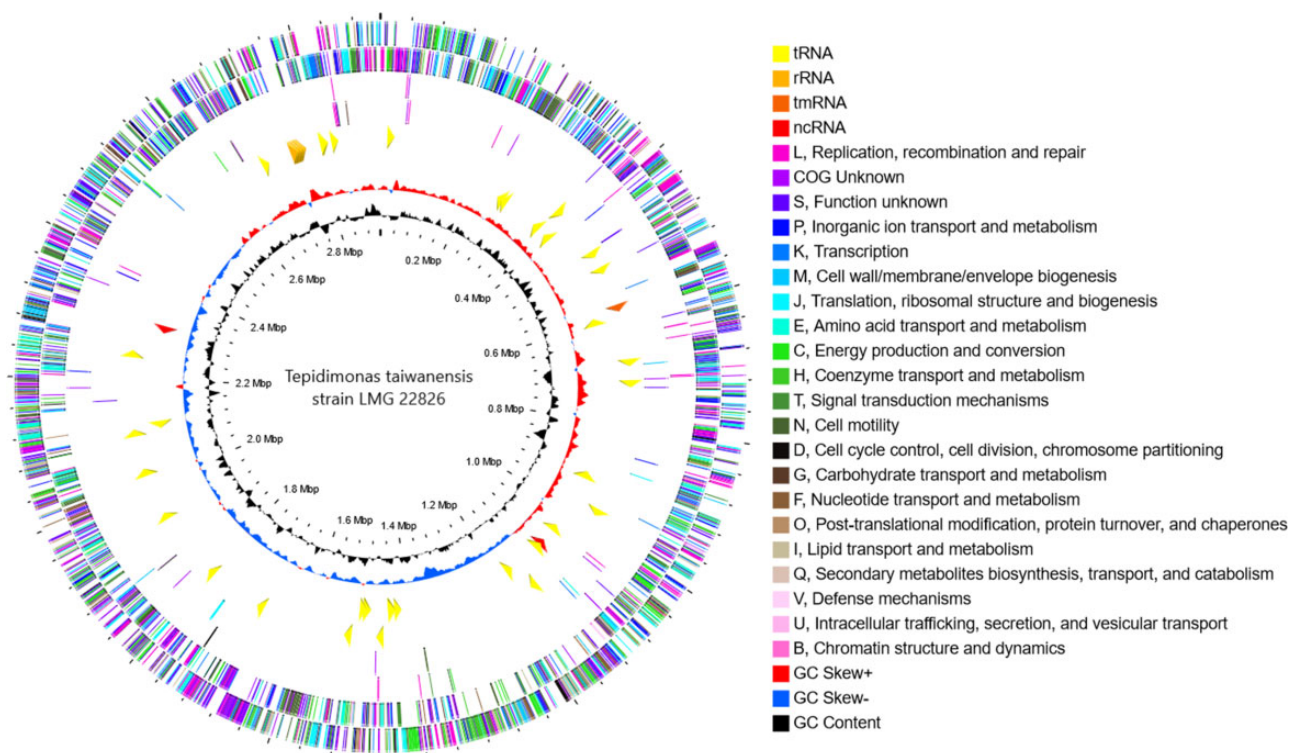 2.8 Mbp
0.2 Mbp
2.6 Mbp
0.4 Mbp
2.4 Mbp
0.6 Mbp
Tepidimonas taiwanensis
strain LMG 22826
2.2 Mbp
0.8 Mbp
2.0 Mbp
1.0 Mbp
1.8 Mbp
1.2 Mbp
1.6 Mbp
1.4 Mbp
tRNA
rRNA
tmRNA
ncRNA
L, Replication, recombination and repair
COG Unknown
S, Function unknown
P, Inorganic ion transport and metabolism
K, Transcription
M, Cell wall/membrane/envelope biogenesis
J, Translation, ribosomal structure and biogenesis
E, Amino acid transport and metabolism
C, Energy production and conversion
H, Coenzyme transport and metabolism
T, Signal transduction mechanisms
N, Cell motility
D, Cell cycle control, cell division, chromosome partitioning
G, Carbohydrate transport and metabolism
F, Nucleotide transport and metabolism
O, Post-translational modification, protein turnover, and chaperones
I, Lipid transport and metabolism
Q, Secondary metabolites biosynthesis, transport, and catabolism
V, Defense mechanisms
U, Intracellular trafficking, secretion, and vesicular transport
B, Chromatin structure and dynamics
GC Skew+
GC Skew-
GC Content